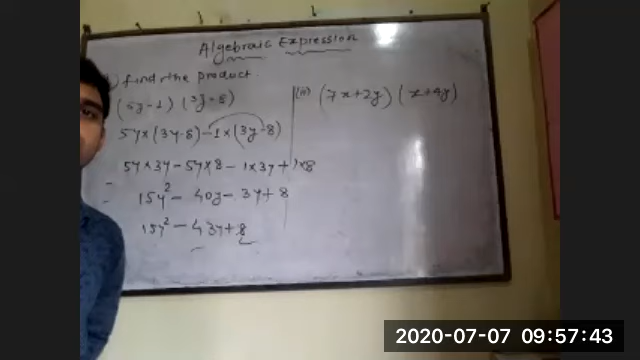 Algebraic Expression
find the product
(5y-1) (3y-8)
5y×(3y-8)-1×(3y-8)
5y×3y-5y×8-1×3y+1×8
= 15y²-40y-3y+8
15y²-43y+8
(ii) (7x+2y) (x+4y)
2020-07-07 09:57:43